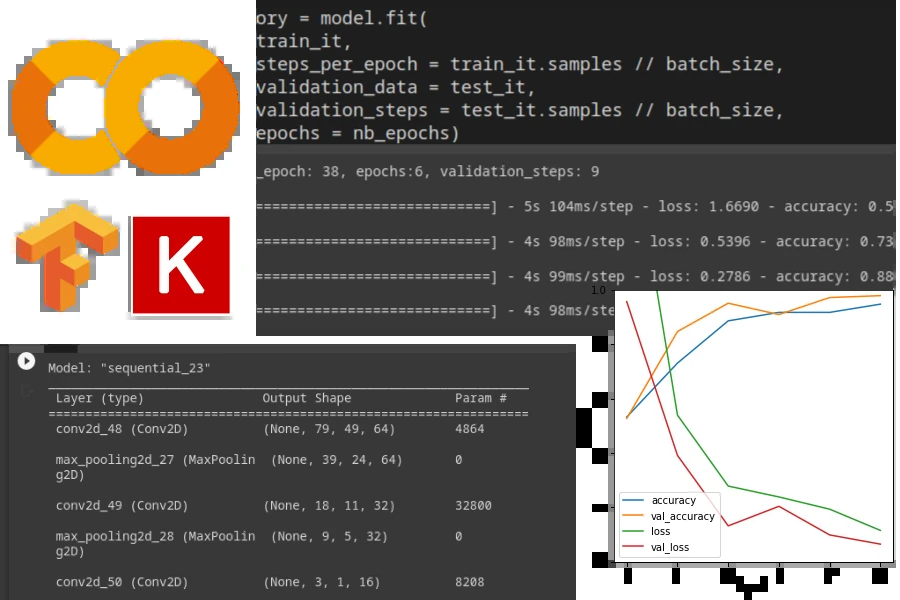 ory = model.fit(
train_it,
steps_per_epoch = train_it.samples // batch_size,
validation_data = test_it,
validation_steps = test_it.samples // batch_size,
epochs = nb_epochs)
_epoch: 38, epochs:6, validation_steps: 9
==============================] - 5s 104ms/step - loss: 1.6690 - accuracy: 0.5
==============================] - 4s 98ms/step - loss: 0.5396 - accuracy: 0.73
==============================] - 4s 99ms/step - loss: 0.2786 - accuracy: 0.88
==============================] - 4s 98ms/ste
K
Model: "sequential_23"
Layer (type) Output Shape Param #
conv2d_48 (Conv2D) (None, 79, 49, 64) 4864
max_pooling2d_27 (MaxPoolin (None, 39, 24, 64) 0
g2D)
conv2d_49 (Conv2D) (None, 18, 11, 32) 32800
max_pooling2d_28 (MaxPoolin (None, 9, 5, 32) 0
g2D)
conv2d_50 (Conv2D) (None, 3, 1, 16) 8208
1.0
accuracy
val_accuracy
loss
val_loss